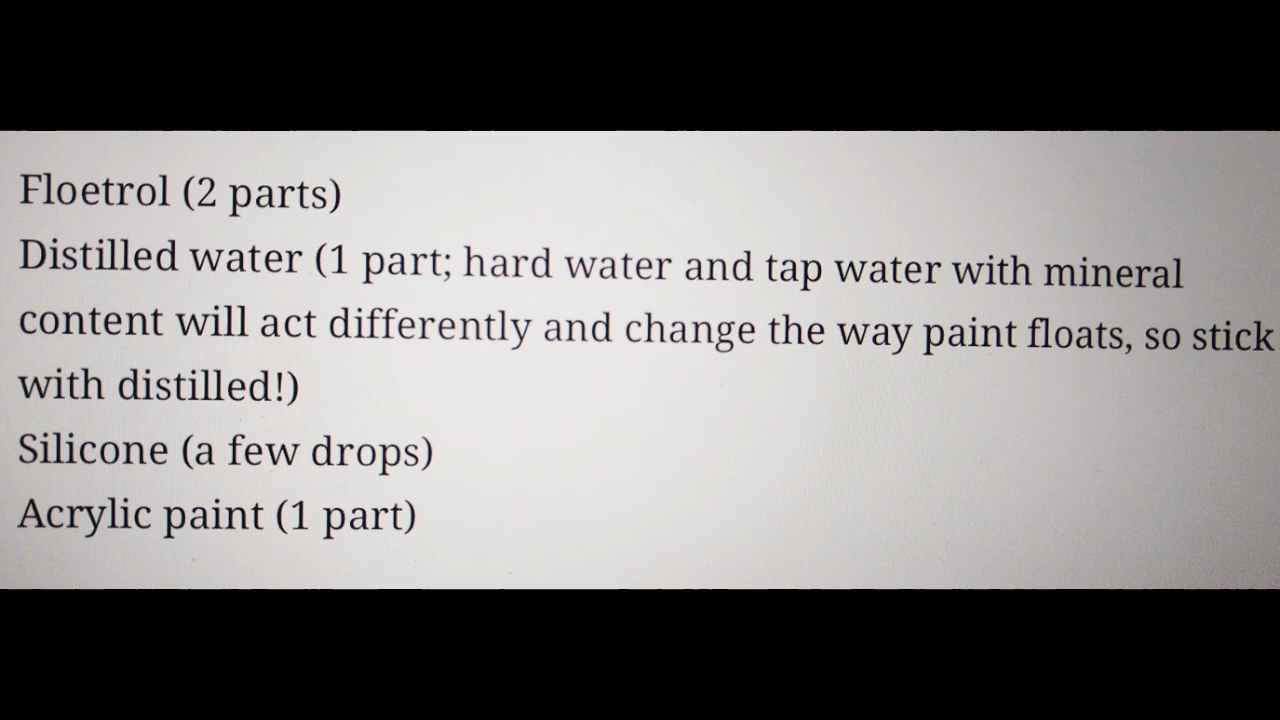 Floetrol (2 parts)
Distilled water (1 part; hard water and tap water with mineral
content will act differently and change the way paint floats, so stick
with distilled!)
Silicone (a few drops)
Acrylic paint (1 part)